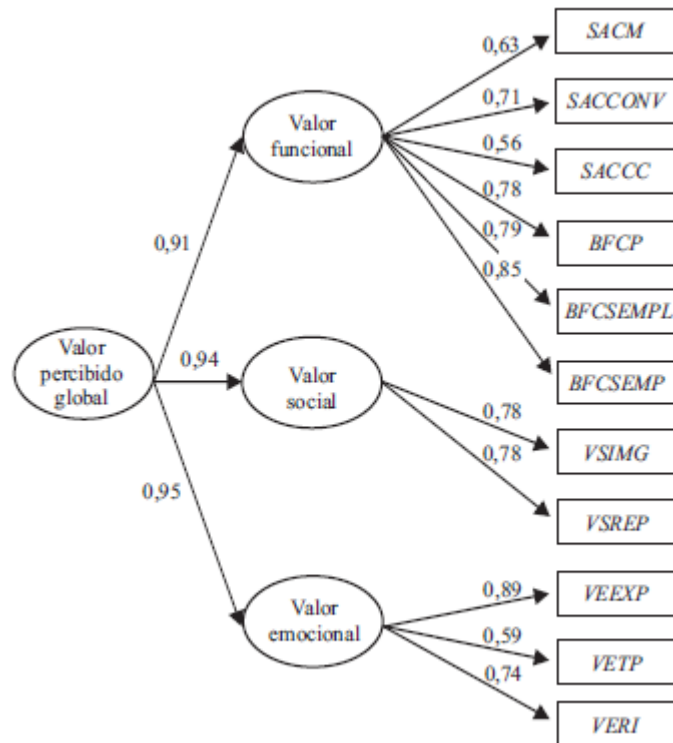 SACM
0,63
SACCONV
0,71
Valor
funcional
0,56
SACCC
0,78
BFCP
0,79
0,91
0,85
BFCSEMPL
Valor
percibido
global
0,94
Valor
social
BFCSEMP
0,78
VSIMG
0,78
0,95
VSREP
Valor
emocional
0,89
VEEXP
0,59
VETP
0,74
VERI